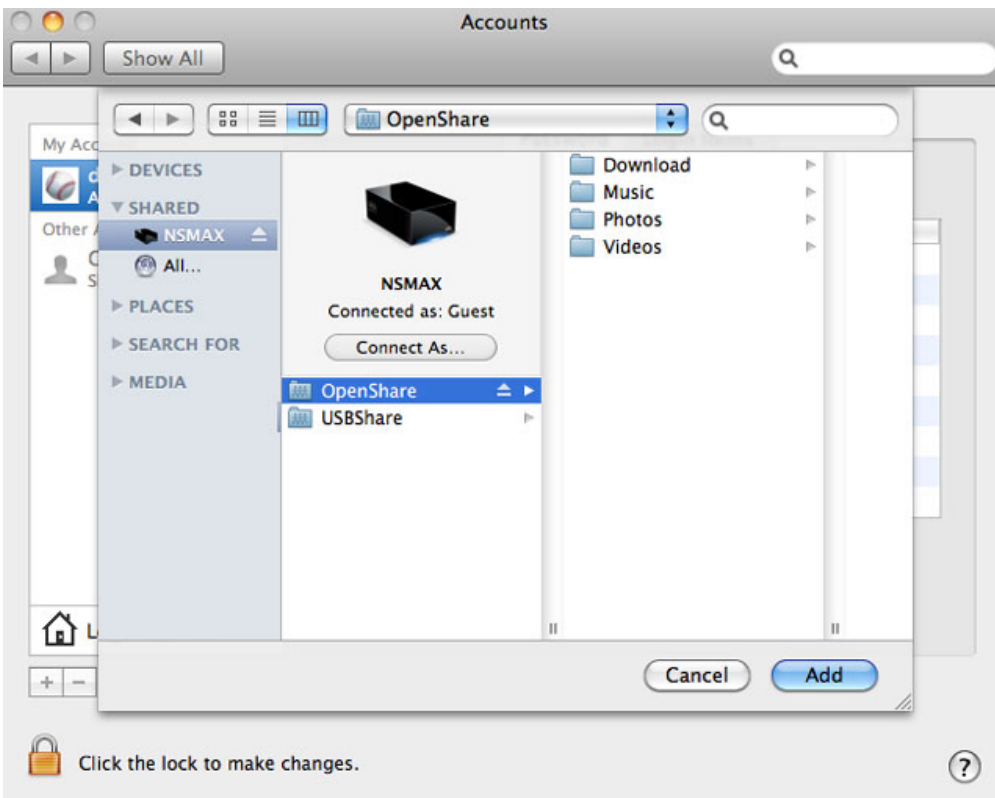 Accounts
Show All
OpenShare
My Acc
DEVICES
SHARED
NSMAX
All...
PLACES
SEARCH FOR
MEDIA
Other
NSMAX
Connected as: Guest
Connect As...
OpenShare
USBShare
Download
Music
Photos
Videos
Cancel
Add
+ −
Click the lock to make changes.
?